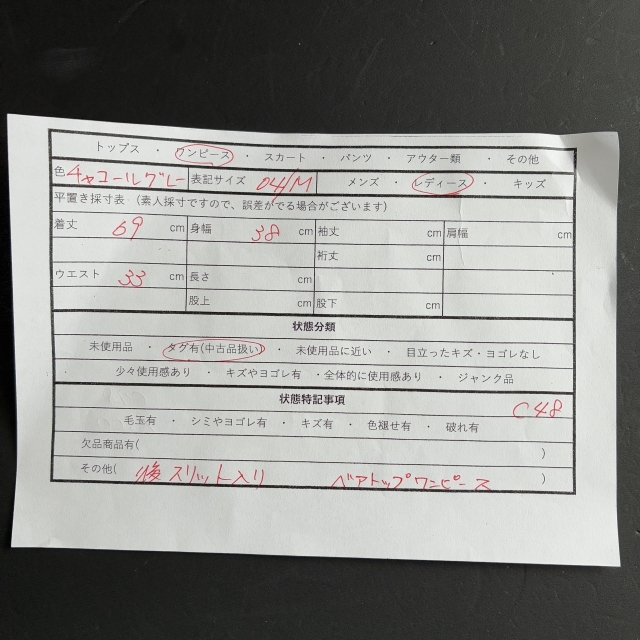 トップス ・ ワンピース ・ スカート ・ パンツ ・ アウター類 ・ その他
色 チャコールグレー 表記サイズ 04/M メンズ ・ レディース ・ キッズ
平置き採寸表 (素人採寸ですので、誤差がでる場合がございます)
着丈 69 cm 身幅 38 cm 袖丈 cm 肩幅 cm
裄丈 cm
ウエスト 33 cm 長さ cm
股上 cm 股下 cm
状態分類
未使用品 ・ タグ有(中古品扱い) ・ 未使用品に近い ・ 目立ったキズ・ヨゴレなし
・ 少々使用感あり ・ キズやヨゴレ有 ・全体的に使用感あり ・ ジャンク品
状態特記事項
C48
毛玉有 ・ シミやヨゴレ有 ・ キズ有 ・ 色褪せ有 ・ 破れ有
欠品商品有( )
その他( 後スリット入り ベアトップワンピース )